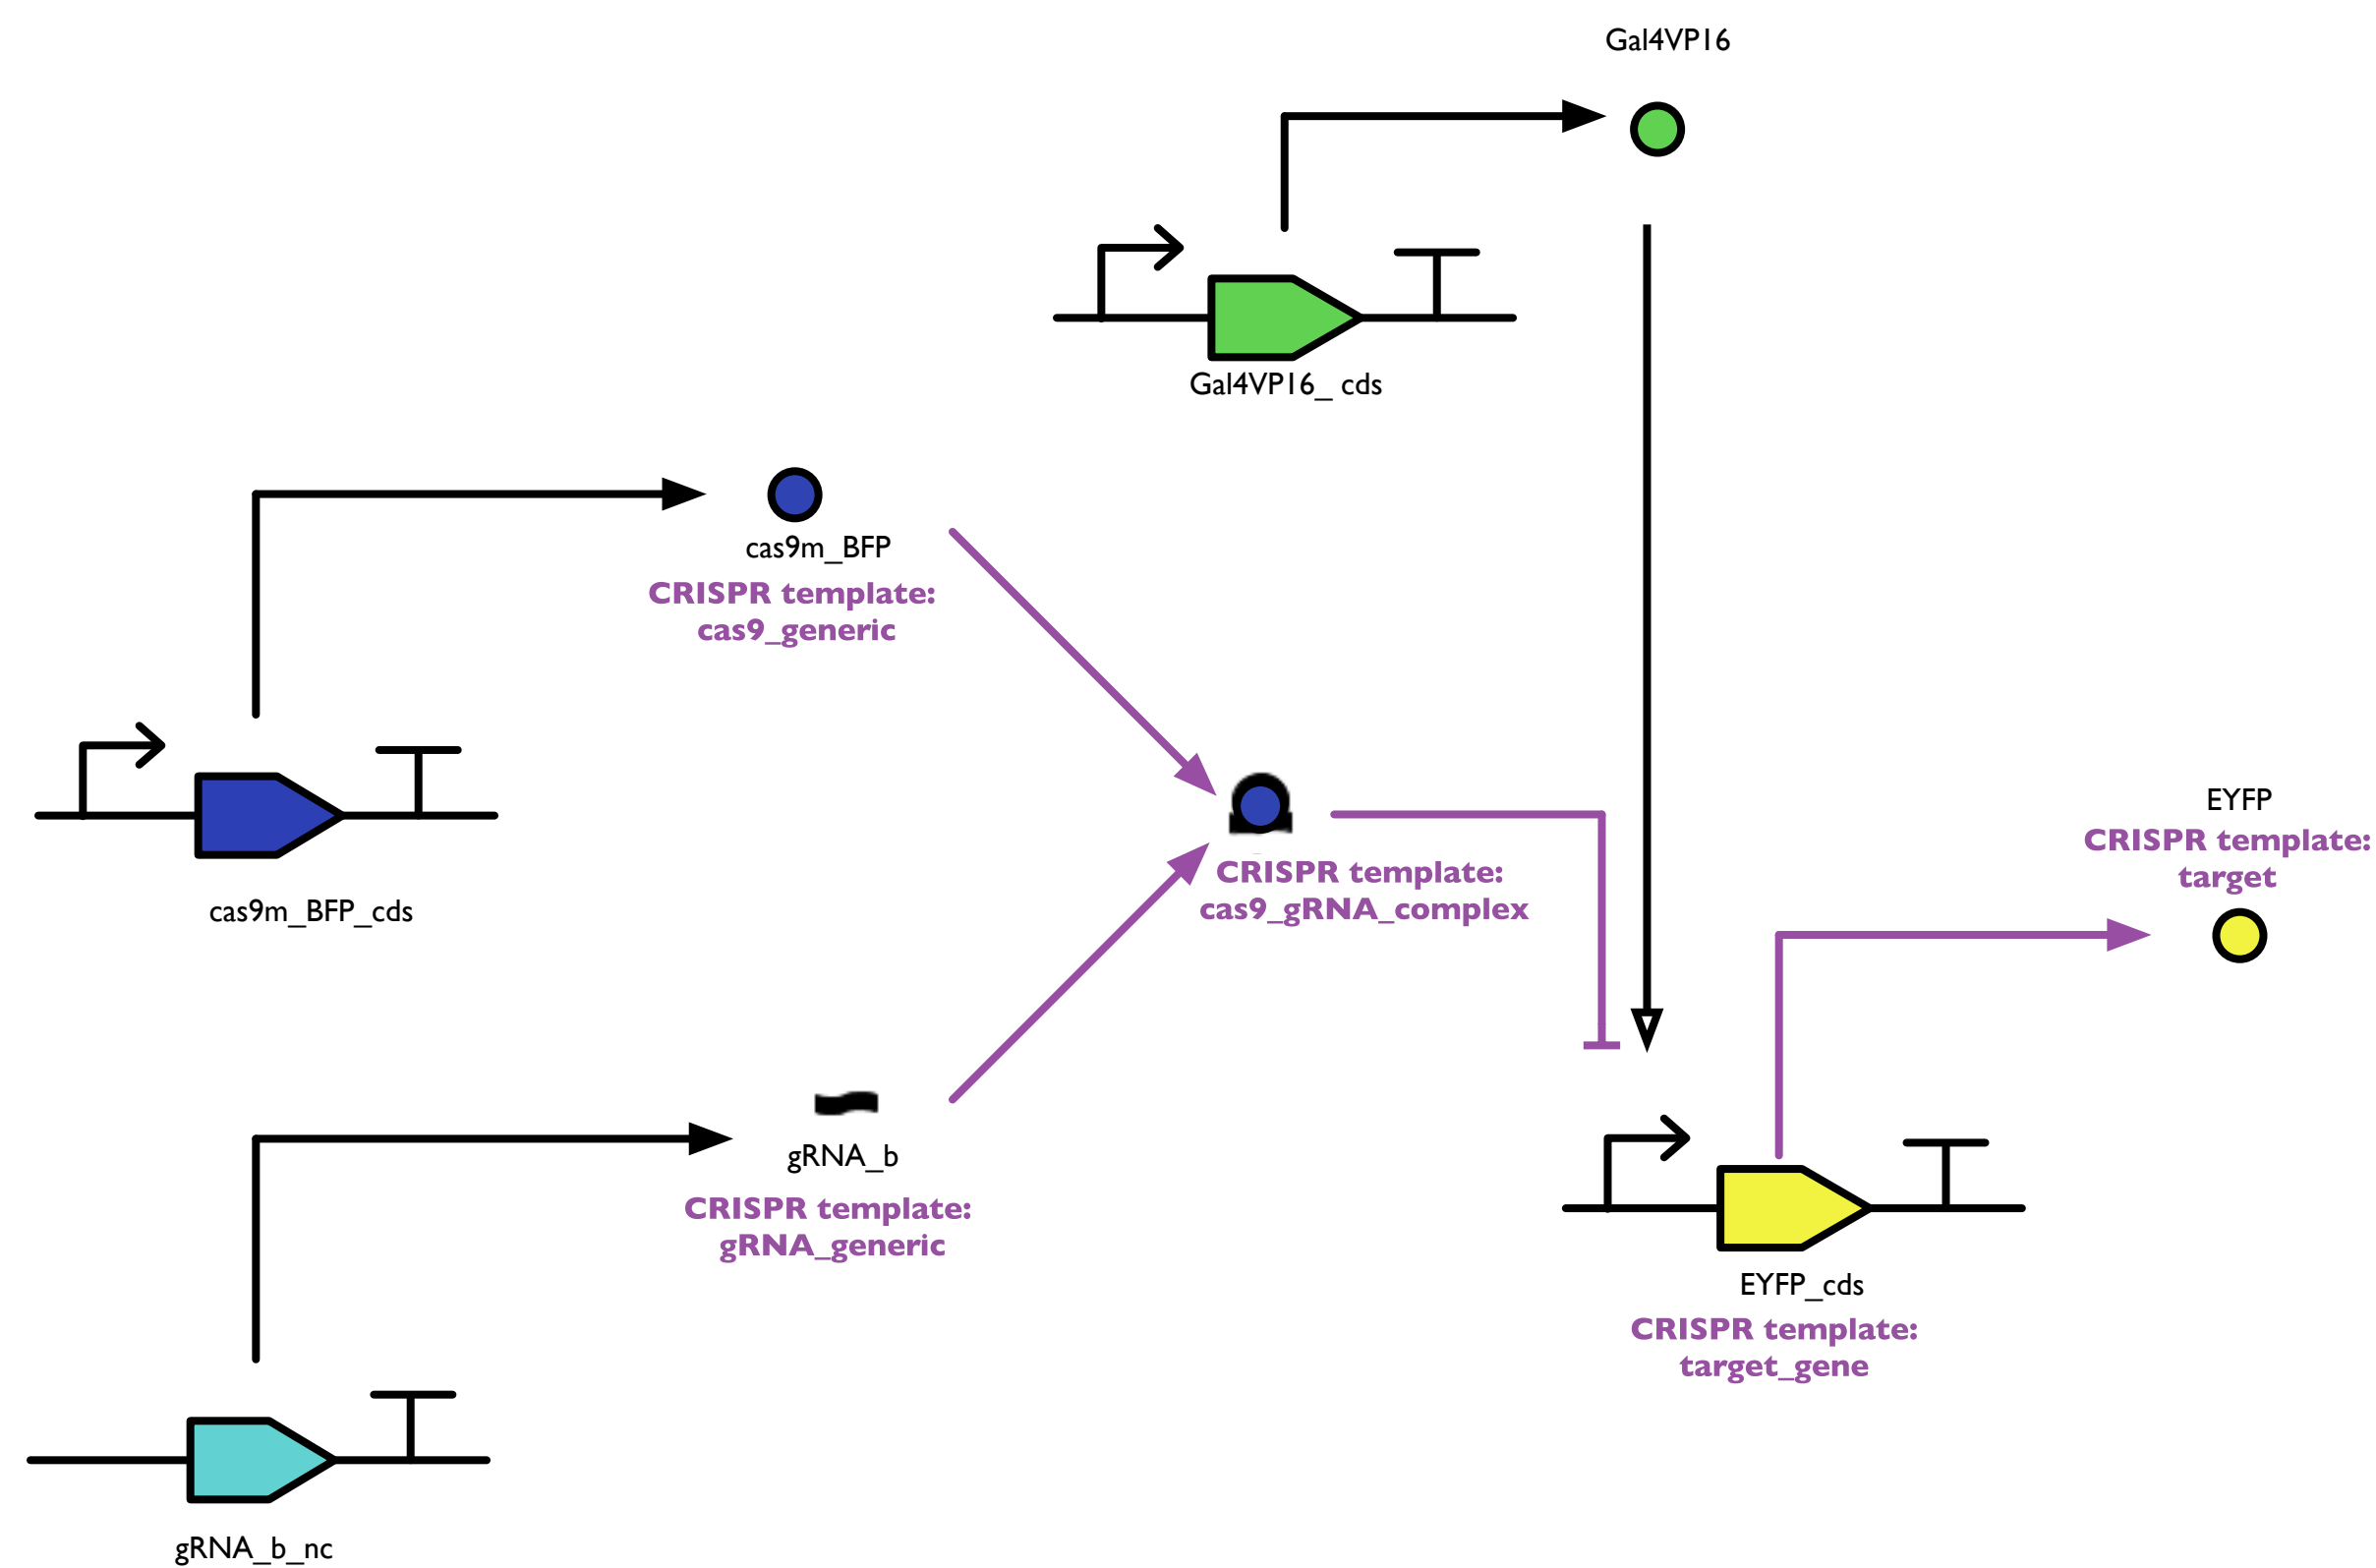 Gal4VP16
Gal4VP16_ cds
cas9m_BFP
CRISPR template:
cas9_generic
cas9m_BFP_cds
CRISPR template:
cas9_gRNA_complex
EYFP
CRISPR template:
target
gRNA_b
CRISPR template:
gRNA_generic
EYFP_cds
CRISPR template:
target_gene
gRNA_b_nc